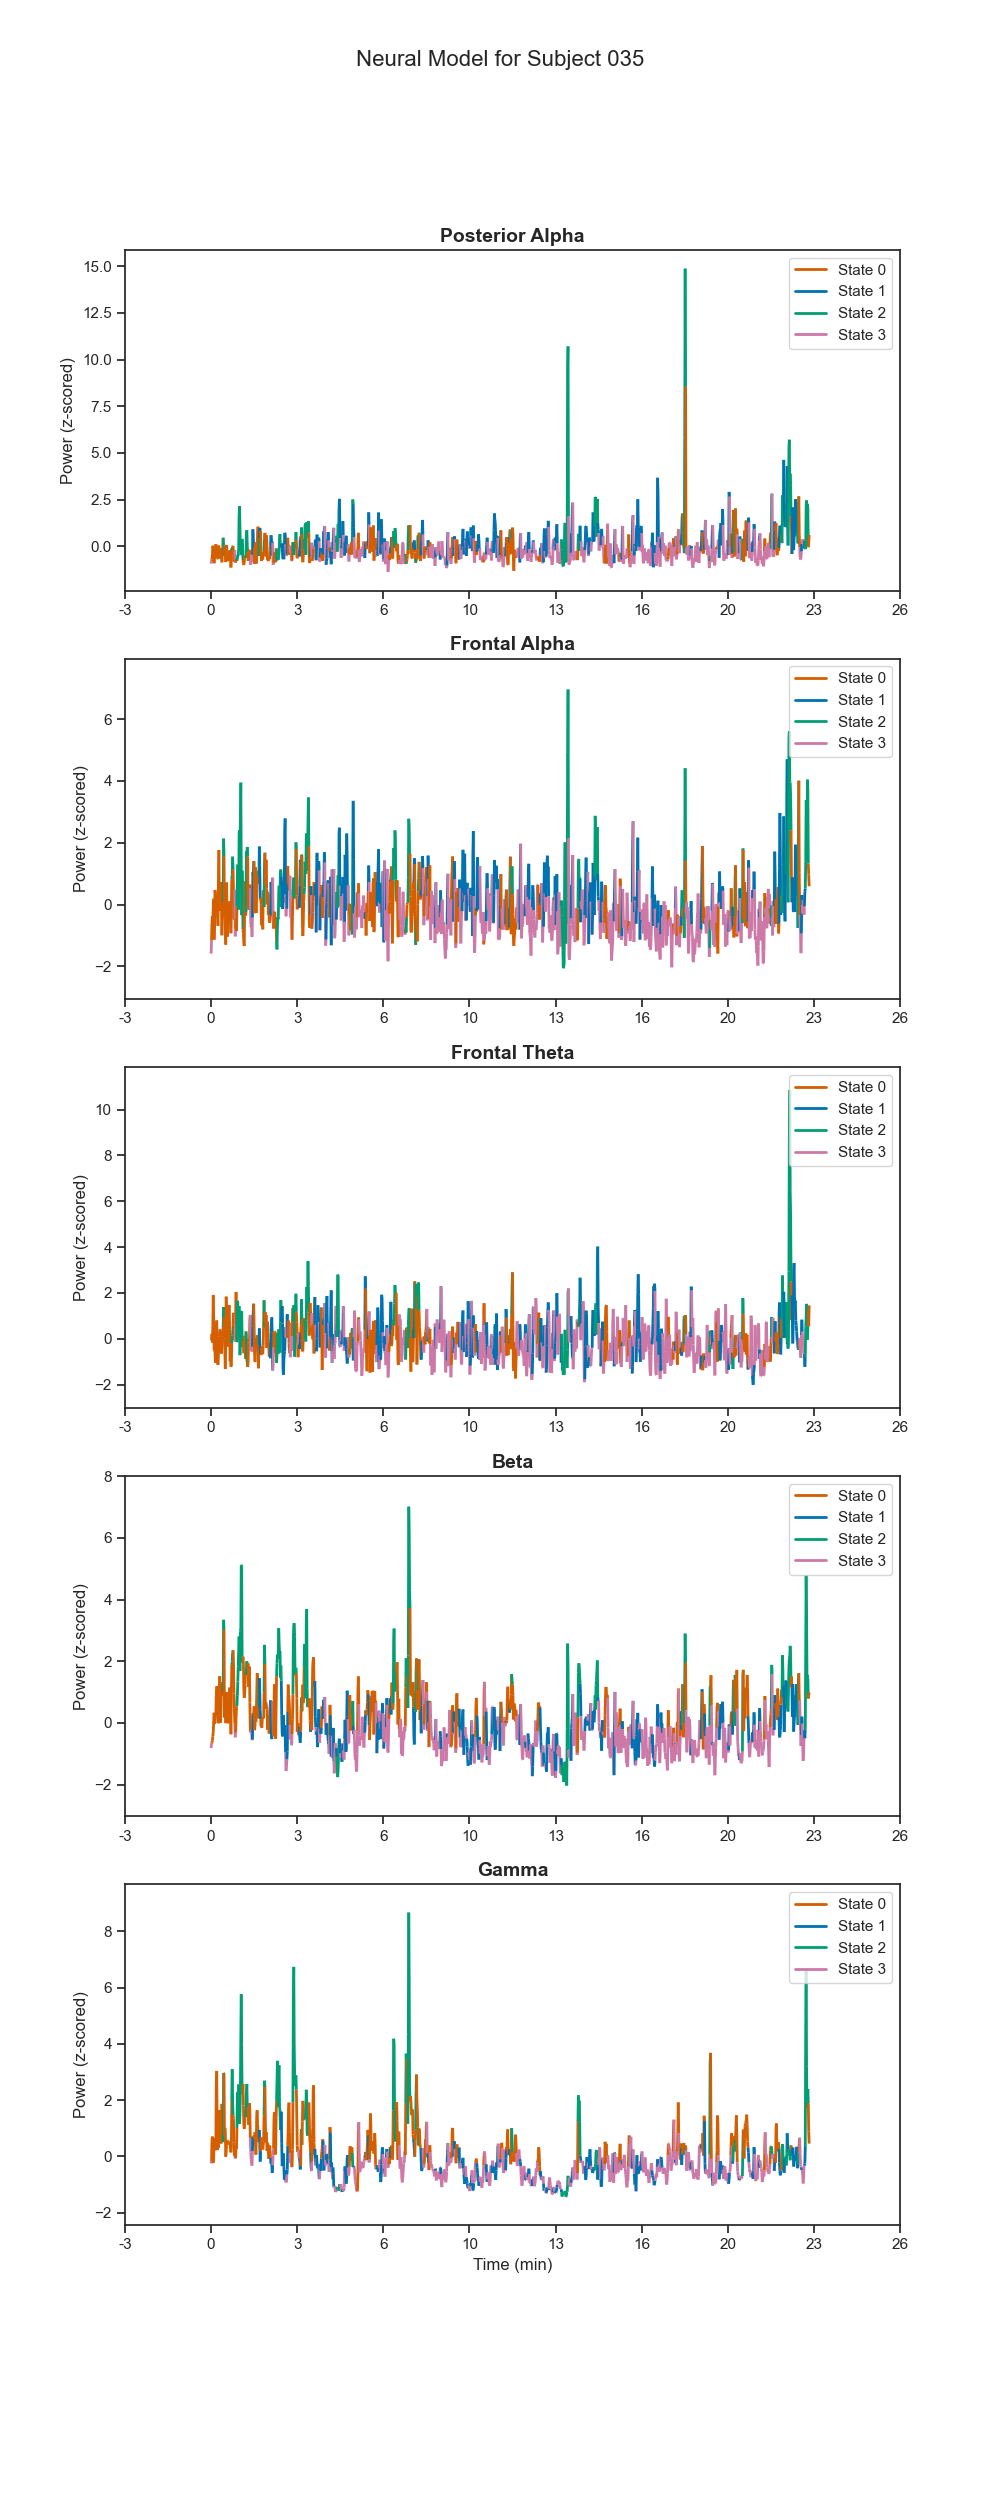 Neural Model for Subject 035
Posterior Alpha
Power (z-scored)
15.0
12.5
10.0
7.5
5.0
2.5
0.0
State 0
State 1
State 2
State 3
-3 0 3 6 10 13 16 20 23 26
Frontal Alpha
Power (z-scored)
6
4
2
0
−2
State 0
State 1
State 2
State 3
-3 0 3 6 10 13 16 20 23 26
Frontal Theta
Power (z-scored)
10
8
6
4
2
0
−2
State 0
State 1
State 2
State 3
-3 0 3 6 10 13 16 20 23 26
Beta
Power (z-scored)
8
6
4
2
0
−2
State 0
State 1
State 2
State 3
-3 0 3 6 10 13 16 20 23 26
Gamma
Power (z-scored)
8
6
4
2
0
−2
State 0
State 1
State 2
State 3
-3 0 3 6 10 13 16 20 23 26
Time (min)